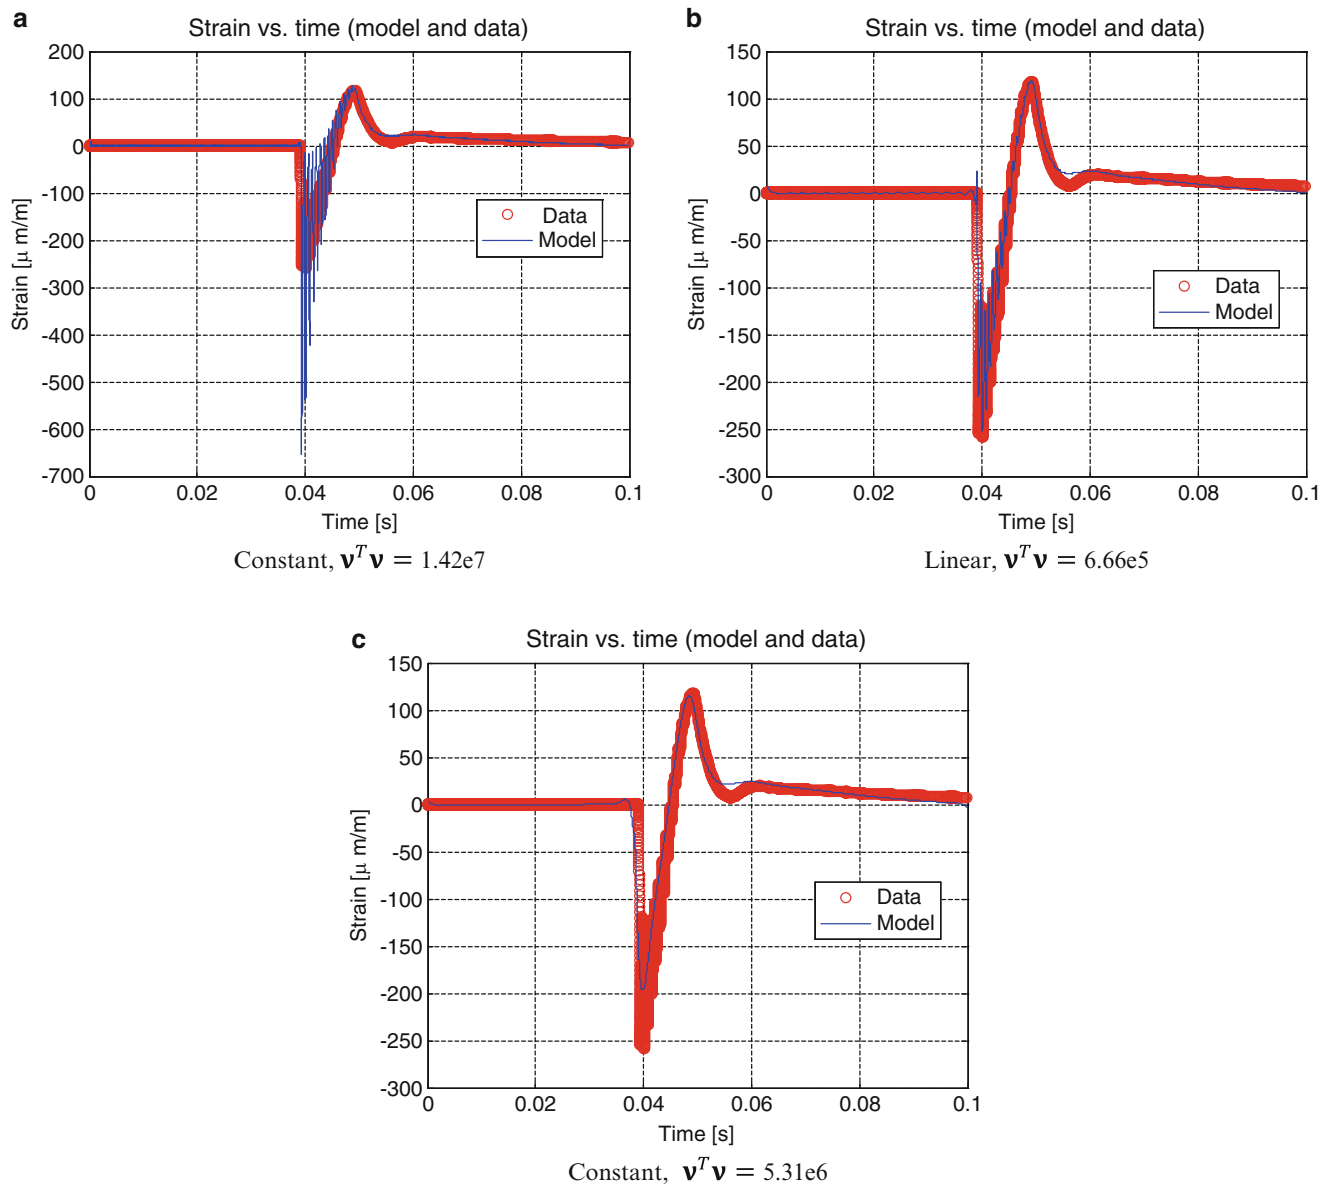 a
Strain vs. time (model and data)
200
100
0
-100
-200
-300
-400
-500
-600
-700
Strain [μ m/m]
Data
Model
0 0.02 0.04 0.06 0.08 0.1
Time [s]
Constant, 𝛎ᵀ𝛎 = 1.42e7
b
Strain vs. time (model and data)
150
100
50
0
-50
-100
-150
-200
-250
-300
Strain [μ m/m]
Data
Model
0 0.02 0.04 0.06 0.08 0.1
Time [s]
Linear, 𝛎ᵀ𝛎 = 6.66e5
c
Strain vs. time (model and data)
150
100
50
0
-50
-100
-150
-200
-250
-300
Strain [μ m/m]
Data
Model
0 0.02 0.04 0.06 0.08 0.1
Time [s]
Constant, 𝛎ᵀ𝛎 = 5.31e6